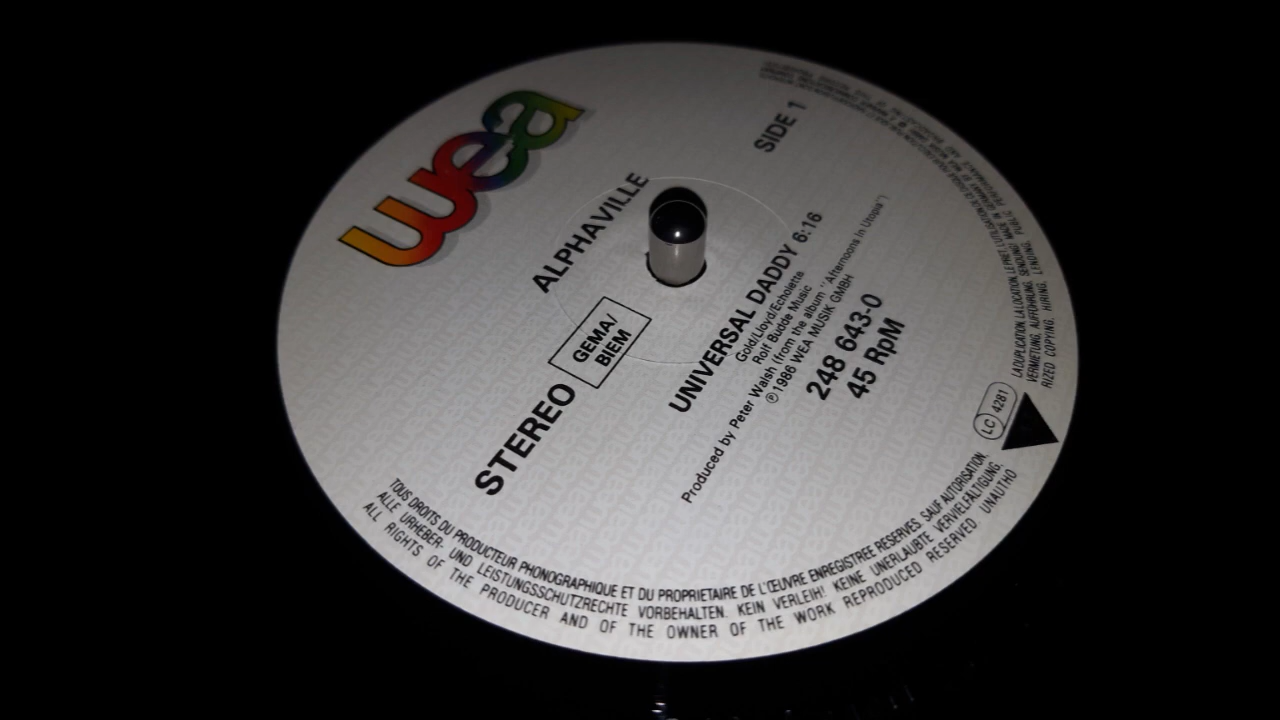 wea
ALPHAVILLE
SIDE 1
STEREO
GEMA/
BIEM
UNIVERSAL DADDY 6:16
Gold/Lloyd/Echolette
Rolf Budde Music
Produced by Peter Walsh (from the album "Afternoons In Utopia")
℗ 1986 WEA MUSIK GMBH
248 643-0
45 RpM
LC 4281
TOUS DROITS DU PRODUCTEUR PHONOGRAPHIQUE ET DU PROPRIETAIRE DE L'ŒUVRE ENREGISTREE RESERVES. SAUF AUTORISATION,
LA DUPLICATION, LA LOCATION, LE PRET, L'UTILISATION
ALLE URHEBER- UND LEISTUNGSSCHUTZRECHTE VORBEHALTEN. KEIN VERLEIH! KEINE UNERLAUBTE VERVIELFÄLTIGUNG,
VERMIETUNG, AUFFÜHRUNG, SENDUNG!
ALL RIGHTS OF THE PRODUCER AND OF THE OWNER OF THE WORK REPRODUCED RESERVED UNAUTHO
RIZED COPYING, HIRING, LENDING, PUBLIC PERFORMANCE